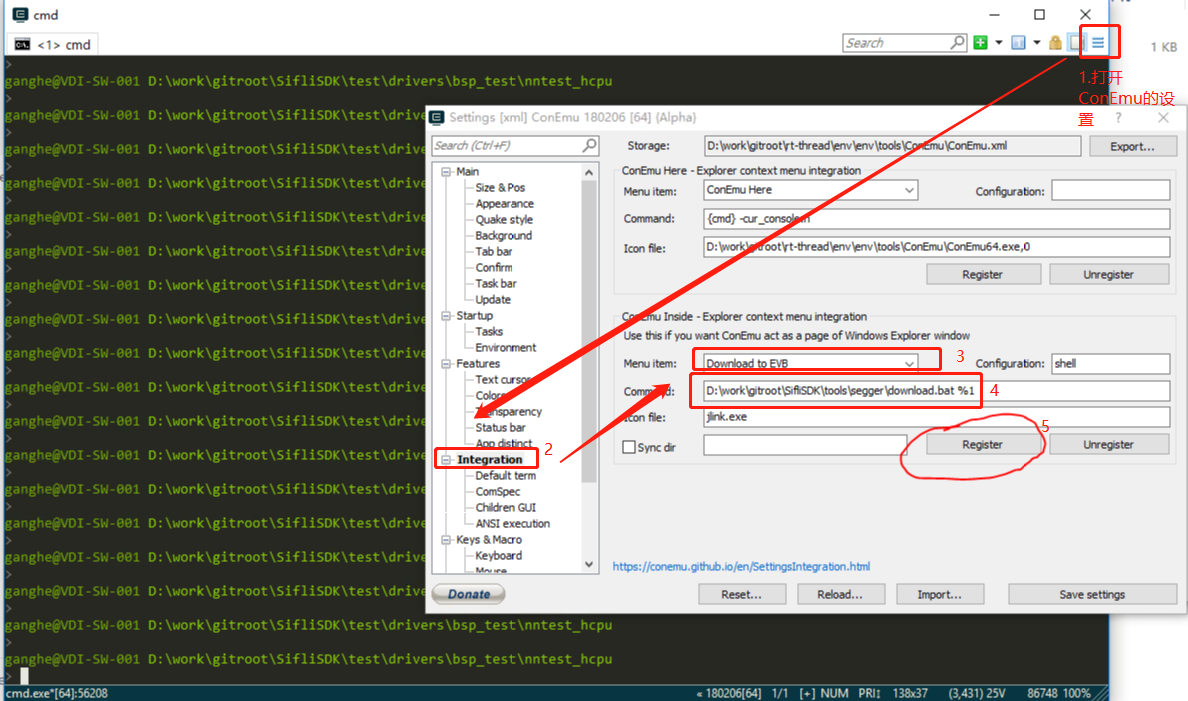 cmd
<1> cmd
Search
1 KB
1.打开
ConEmu的设
置
>
ganghe@VDI-SW-001 D:\work\gitroot\SifliSDK\test\drivers\bsp_test\nntest_hcpu
>
ganghe@VDI-SW-001 D:\work\gitroot\SifliSDK\test\drive
>
ganghe@VDI-SW-001 D:\work\gitroot\SifliSDK\test\drive
>
ganghe@VDI-SW-001 D:\work\gitroot\SifliSDK\test\drive
>
ganghe@VDI-SW-001 D:\work\gitroot\SifliSDK\test\drive
>
ganghe@VDI-SW-001 D:\work\gitroot\SifliSDK\test\drive
>
ganghe@VDI-SW-001 D:\work\gitroot\SifliSDK\test\drive
>
ganghe@VDI-SW-001 D:\work\gitroot\SifliSDK\test\drive
>
ganghe@VDI-SW-001 D:\work\gitroot\SifliSDK\test\drive
>
ganghe@VDI-SW-001 D:\work\gitroot\SifliSDK\test\drive
>
ganghe@VDI-SW-001 D:\work\gitroot\SifliSDK\test\drive
>
ganghe@VDI-SW-001 D:\work\gitroot\SifliSDK\test\drive
>
ganghe@VDI-SW-001 D:\work\gitroot\SifliSDK\test\drive
>
ganghe@VDI-SW-001 D:\work\gitroot\SifliSDK\test\drive
>
ganghe@VDI-SW-001 D:\work\gitroot\SifliSDK\test\drive
>
ganghe@VDI-SW-001 D:\work\gitroot\SifliSDK\test\drive
>
ganghe@VDI-SW-001 D:\work\gitroot\SifliSDK\test\drivers\bsp_test\nntest_hcpu
>
ganghe@VDI-SW-001 D:\work\gitroot\SifliSDK\test\drivers\bsp_test\nntest_hcpu
>
Settings [xml] ConEmu 180206 [64] (Alpha)
?
Search (Ctrl+F)
Main
Size & Pos
Appearance
Quake style
Background
Tab bar
Confirm
Task bar
Update
Startup
Tasks
Environment
Features
Text cursor
Colors
Transparency
Status bar
App distinct
Integration
2
Default term
ComSpec
Children GUI
ANSI execution
Keys & Macro
Keyboard
Mouse
Storage:
D:\work\gitroot\rt-thread\env\env\tools\ConEmu\ConEmu.xml
Export...
ConEmu Here - Explorer context menu integration
Menu item:
ConEmu Here
Configuration:
Command:
{cmd} -cur_console:n
Icon file:
D:\work\gitroot\rt-thread\env\env\tools\ConEmu\ConEmu64.exe,0
Register
Unregister
ConEmu Inside - Explorer context menu integration
Use this if you want ConEmu act as a page of Windows Explorer window
Menu item:
Download to EVB
3
Configuration:
shell
Command:
D:\work\gitroot\SifliSDK\tools\segger\download.bat %1
4
Icon file:
jlink.exe
5
Sync dir
Register
Unregister
https://conemu.github.io/en/SettingsIntegration.html
Donate
Reset...
Reload...
Import...
Save settings
cmd.exe*[64]:56208
« 180206[64]
1/1
[+] NUM
PRI↕
138x37
(3,431) 25V
86748
100%